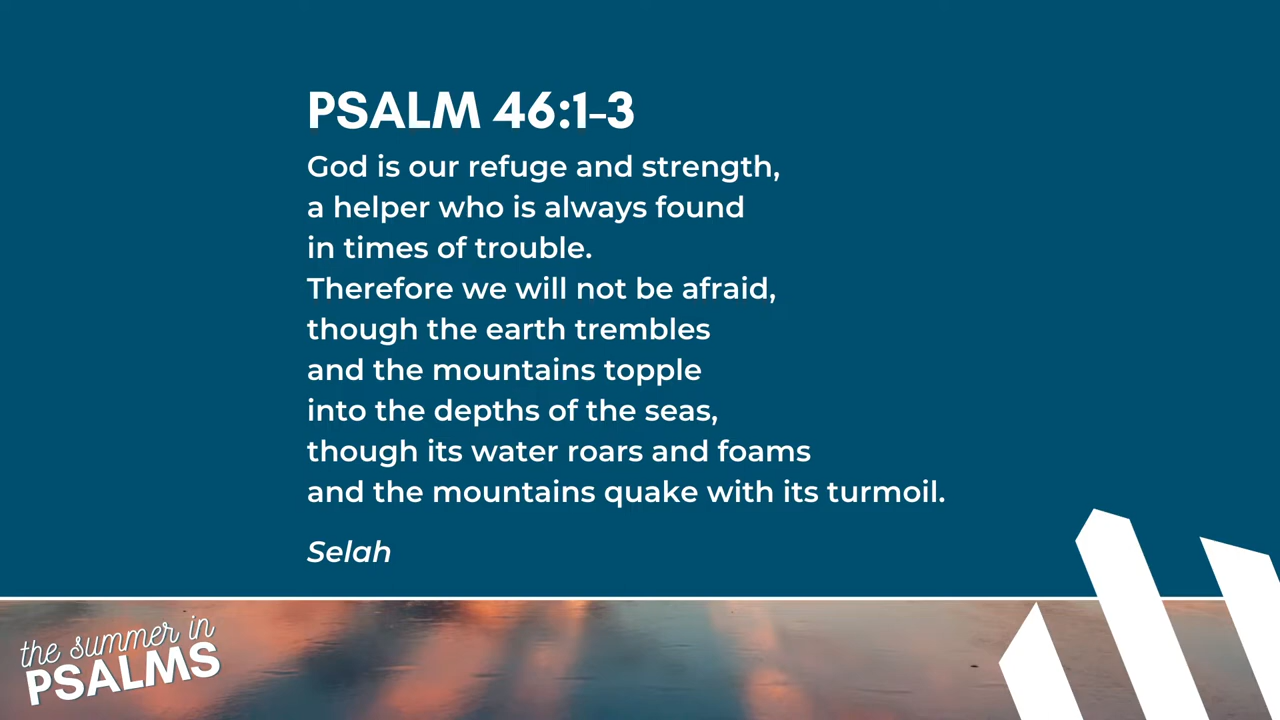 PSALM 46:1–3
God is our refuge and strength,
a helper who is always found
in times of trouble.
Therefore we will not be afraid,
though the earth trembles
and the mountains topple
into the depths of the seas,
though its water roars and foams
and the mountains quake with its turmoil.
Selah
the summer in
PSALMS